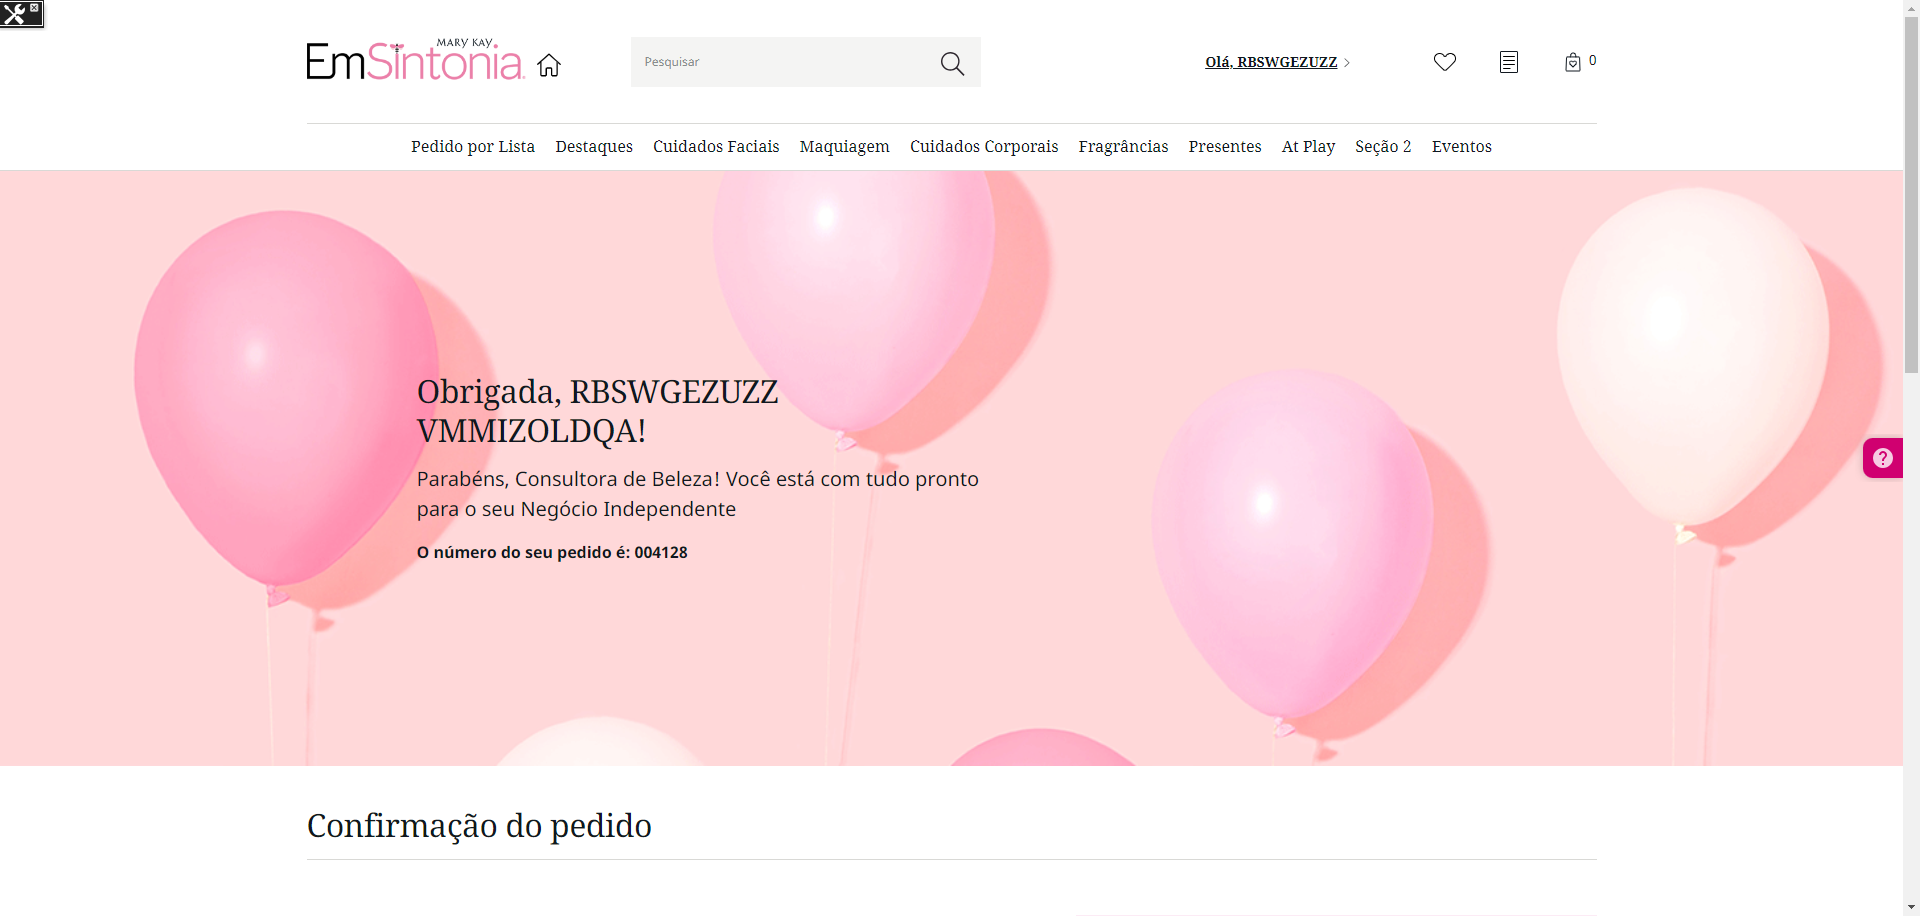 MARY KAY
EmSintonia
Pesquisar
Olá, RBSWGEZUZZ
0
Pedido por Lista Destaques Cuidados Faciais Maquiagem Cuidados Corporais Fragrâncias Presentes At Play Seção 2 Eventos
Obrigada, RBSWGEZUZZ
VMMIZOLDQA!
Parabéns, Consultora de Beleza! Você está com tudo pronto
para o seu Negócio Independente
O número do seu pedido é: 004128
Confirmação do pedido